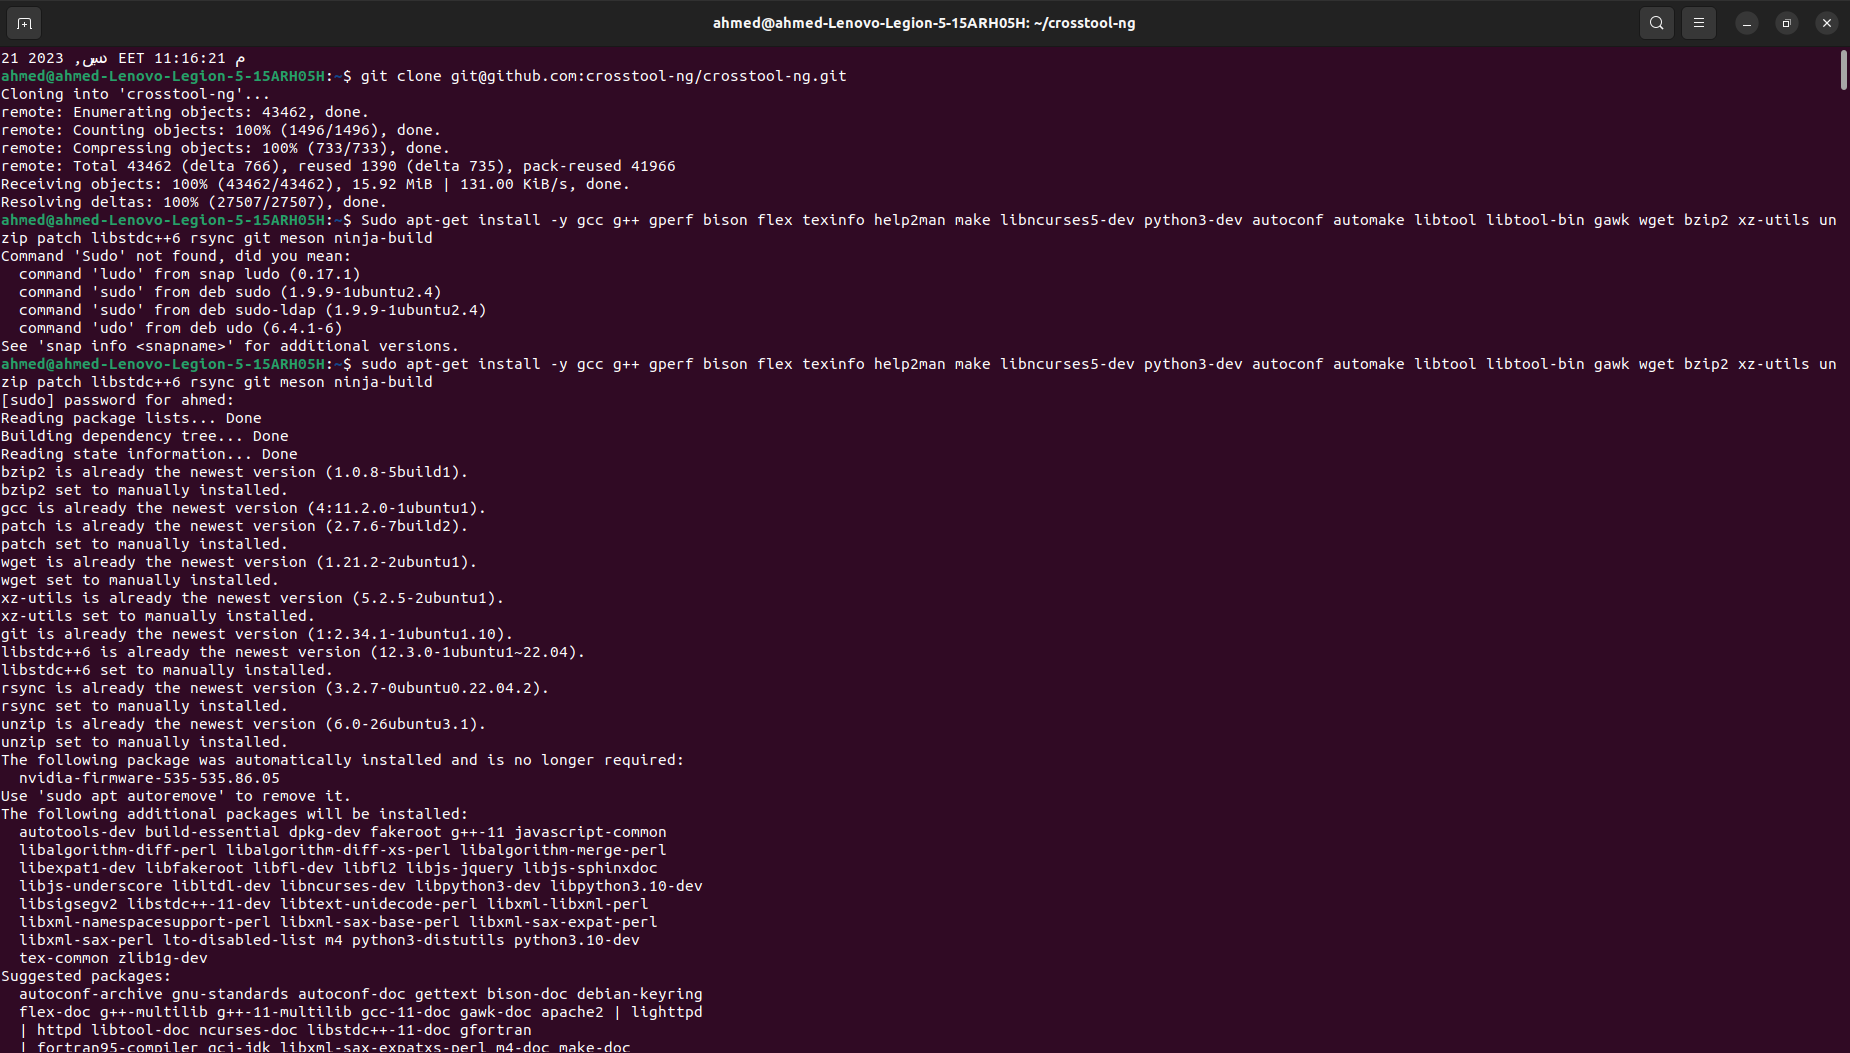 ahmed@ahmed-Lenovo-Legion-5-15ARH05H: ~/crosstool-ng
21 2023 ,ديسمبر EET 11:16:21 م
ahmed@ahmed-Lenovo-Legion-5-15ARH05H:~$ git clone git@github.com:crosstool-ng/crosstool-ng.git
Cloning into 'crosstool-ng'...
remote: Enumerating objects: 43462, done.
remote: Counting objects: 100% (1496/1496), done.
remote: Compressing objects: 100% (733/733), done.
remote: Total 43462 (delta 766), reused 1390 (delta 735), pack-reused 41966
Receiving objects: 100% (43462/43462), 15.92 MiB | 131.00 KiB/s, done.
Resolving deltas: 100% (27507/27507), done.
ahmed@ahmed-Lenovo-Legion-5-15ARH05H:~$ Sudo apt-get install -y gcc g++ gperf bison flex texinfo help2man make libncurses5-dev python3-dev autoconf automake libtool libtool-bin gawk wget bzip2 xz-utils un
zip patch libstdc++6 rsync git meson ninja-build
Command 'Sudo' not found, did you mean:
  command 'ludo' from snap ludo (0.17.1)
  command 'sudo' from deb sudo (1.9.9-1ubuntu2.4)
  command 'sudo' from deb sudo-ldap (1.9.9-1ubuntu2.4)
  command 'udo' from deb udo (6.4.1-6)
See 'snap info <snapname>' for additional versions.
ahmed@ahmed-Lenovo-Legion-5-15ARH05H:~$ sudo apt-get install -y gcc g++ gperf bison flex texinfo help2man make libncurses5-dev python3-dev autoconf automake libtool libtool-bin gawk wget bzip2 xz-utils un
zip patch libstdc++6 rsync git meson ninja-build
[sudo] password for ahmed:
Reading package lists... Done
Building dependency tree... Done
Reading state information... Done
bzip2 is already the newest version (1.0.8-5build1).
bzip2 set to manually installed.
gcc is already the newest version (4:11.2.0-1ubuntu1).
patch is already the newest version (2.7.6-7build2).
patch set to manually installed.
wget is already the newest version (1.21.2-2ubuntu1).
wget set to manually installed.
xz-utils is already the newest version (5.2.5-2ubuntu1).
xz-utils set to manually installed.
git is already the newest version (1:2.34.1-1ubuntu1.10).
libstdc++6 is already the newest version (12.3.0-1ubuntu1~22.04).
libstdc++6 set to manually installed.
rsync is already the newest version (3.2.7-0ubuntu0.22.04.2).
rsync set to manually installed.
unzip is already the newest version (6.0-26ubuntu3.1).
unzip set to manually installed.
The following package was automatically installed and is no longer required:
  nvidia-firmware-535-535.86.05
Use 'sudo apt autoremove' to remove it.
The following additional packages will be installed:
  autotools-dev build-essential dpkg-dev fakeroot g++-11 javascript-common
  libalgorithm-diff-perl libalgorithm-diff-xs-perl libalgorithm-merge-perl
  libexpat1-dev libfakeroot libfl-dev libfl2 libjs-jquery libjs-sphinxdoc
  libjs-underscore libltdl-dev libncurses-dev libpython3-dev libpython3.10-dev
  libsigsegv2 libstdc++-11-dev libtext-unidecode-perl libxml-libxml-perl
  libxml-namespacesupport-perl libxml-sax-base-perl libxml-sax-expat-perl
  libxml-sax-perl lto-disabled-list m4 python3-distutils python3.10-dev
  tex-common zlib1g-dev
Suggested packages:
  autoconf-archive gnu-standards autoconf-doc gettext bison-doc debian-keyring
  flex-doc g++-multilib g++-11-multilib gcc-11-doc gawk-doc apache2 | lighttpd
  | httpd libtool-doc ncurses-doc libstdc++-11-doc gfortran
  | fortran95-compiler gcj-jdk libxml-sax-expatxs-perl m4-doc make-doc